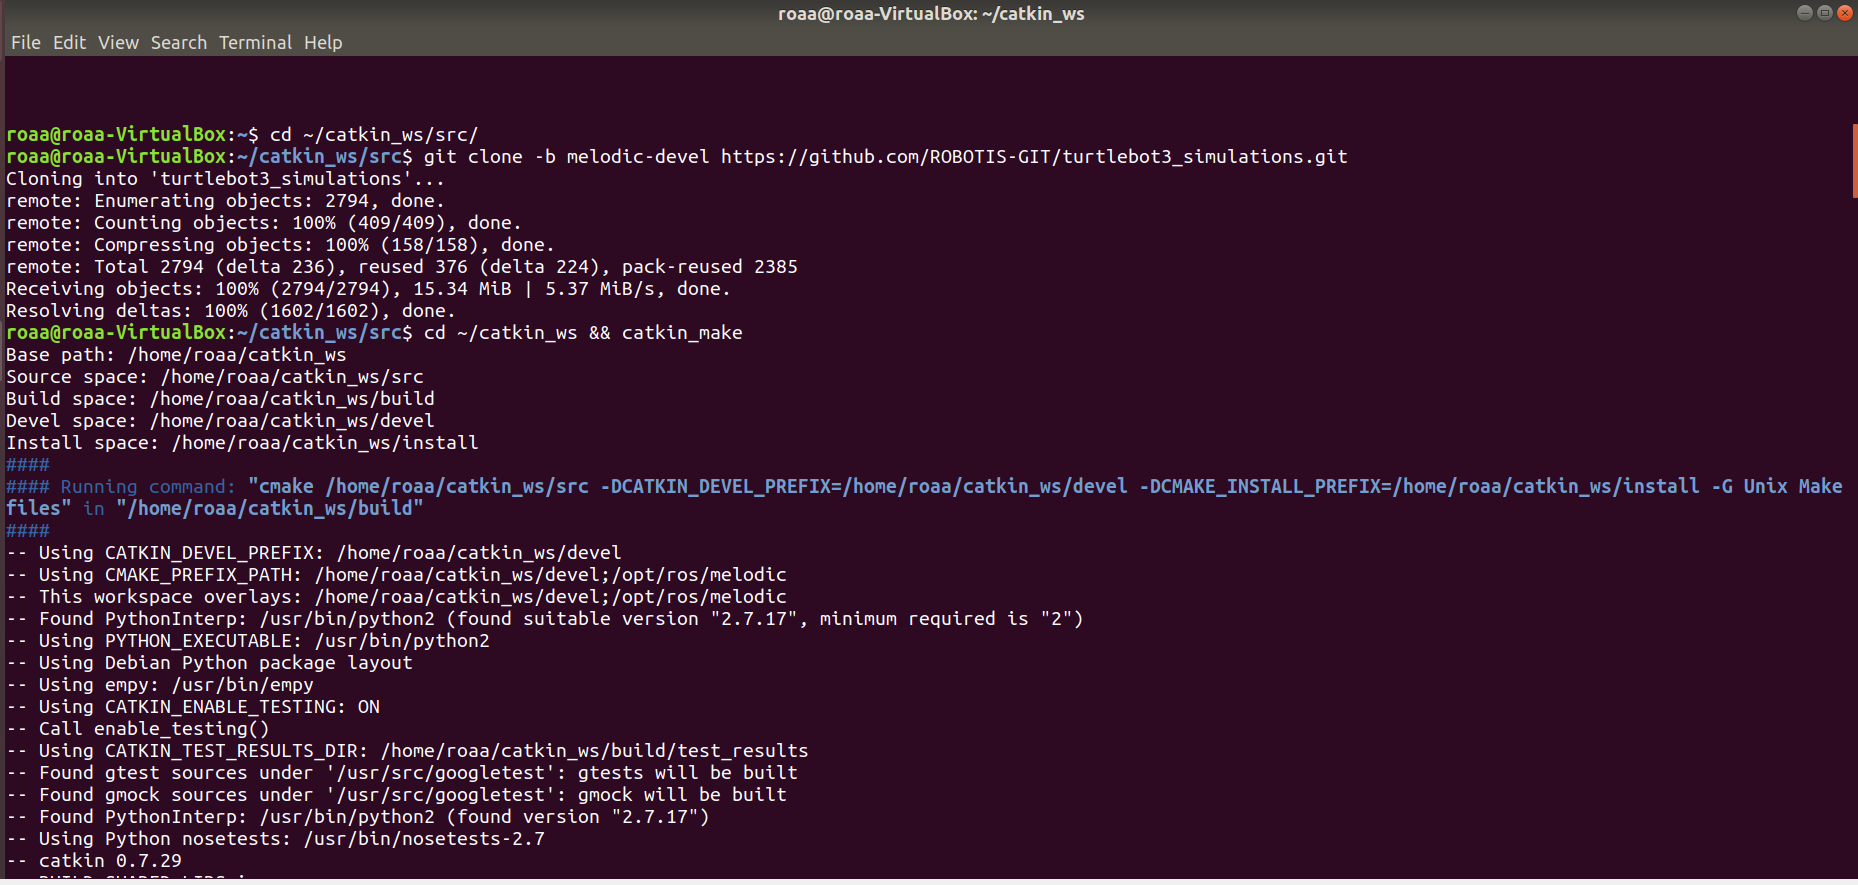 roaa@roaa-VirtualBox: ~/catkin_ws
File Edit View Search Terminal Help
roaa@roaa-VirtualBox:~$ cd ~/catkin_ws/src/
roaa@roaa-VirtualBox:~/catkin_ws/src$ git clone -b melodic-devel https://github.com/ROBOTIS-GIT/turtlebot3_simulations.git
Cloning into 'turtlebot3_simulations'...
remote: Enumerating objects: 2794, done.
remote: Counting objects: 100% (409/409), done.
remote: Compressing objects: 100% (158/158), done.
remote: Total 2794 (delta 236), reused 376 (delta 224), pack-reused 2385
Receiving objects: 100% (2794/2794), 15.34 MiB | 5.37 MiB/s, done.
Resolving deltas: 100% (1602/1602), done.
roaa@roaa-VirtualBox:~/catkin_ws/src$ cd ~/catkin_ws && catkin_make
Base path: /home/roaa/catkin_ws
Source space: /home/roaa/catkin_ws/src
Build space: /home/roaa/catkin_ws/build
Devel space: /home/roaa/catkin_ws/devel
Install space: /home/roaa/catkin_ws/install
####
#### Running command: "cmake /home/roaa/catkin_ws/src -DCATKIN_DEVEL_PREFIX=/home/roaa/catkin_ws/devel -DCMAKE_INSTALL_PREFIX=/home/roaa/catkin_ws/install -G Unix Make
files" in "/home/roaa/catkin_ws/build"
####
-- Using CATKIN_DEVEL_PREFIX: /home/roaa/catkin_ws/devel
-- Using CMAKE_PREFIX_PATH: /home/roaa/catkin_ws/devel;/opt/ros/melodic
-- This workspace overlays: /home/roaa/catkin_ws/devel;/opt/ros/melodic
-- Found PythonInterp: /usr/bin/python2 (found suitable version "2.7.17", minimum required is "2")
-- Using PYTHON_EXECUTABLE: /usr/bin/python2
-- Using Debian Python package layout
-- Using empy: /usr/bin/empy
-- Using CATKIN_ENABLE_TESTING: ON
-- Call enable_testing()
-- Using CATKIN_TEST_RESULTS_DIR: /home/roaa/catkin_ws/build/test_results
-- Found gtest sources under '/usr/src/googletest': gtests will be built
-- Found gmock sources under '/usr/src/googletest': gmock will be built
-- Found PythonInterp: /usr/bin/python2 (found version "2.7.17")
-- Using Python nosetests: /usr/bin/nosetests-2.7
-- catkin 0.7.29